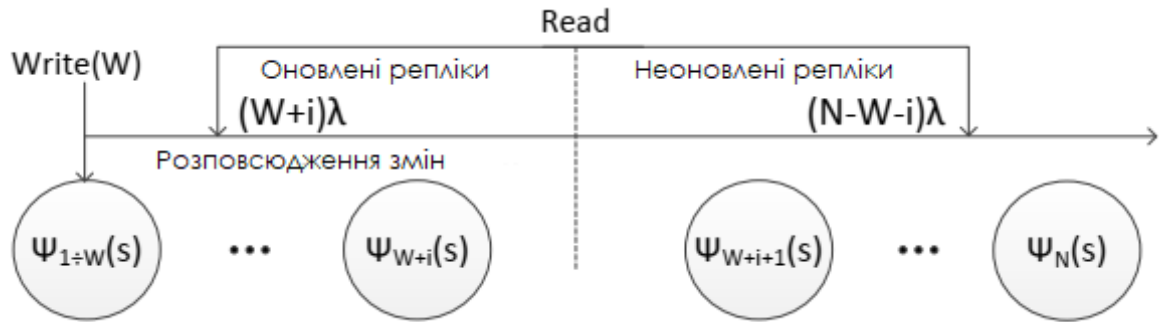 Read
Write(W)
Оновлені репліки
Неоновлені репліки
(W+i)λ
(N-W-i)λ
Розповсюдження змін
Ψ₁÷W(s) ••• ΨW+i(s) ΨW+i+1(s) ••• ΨN(s)